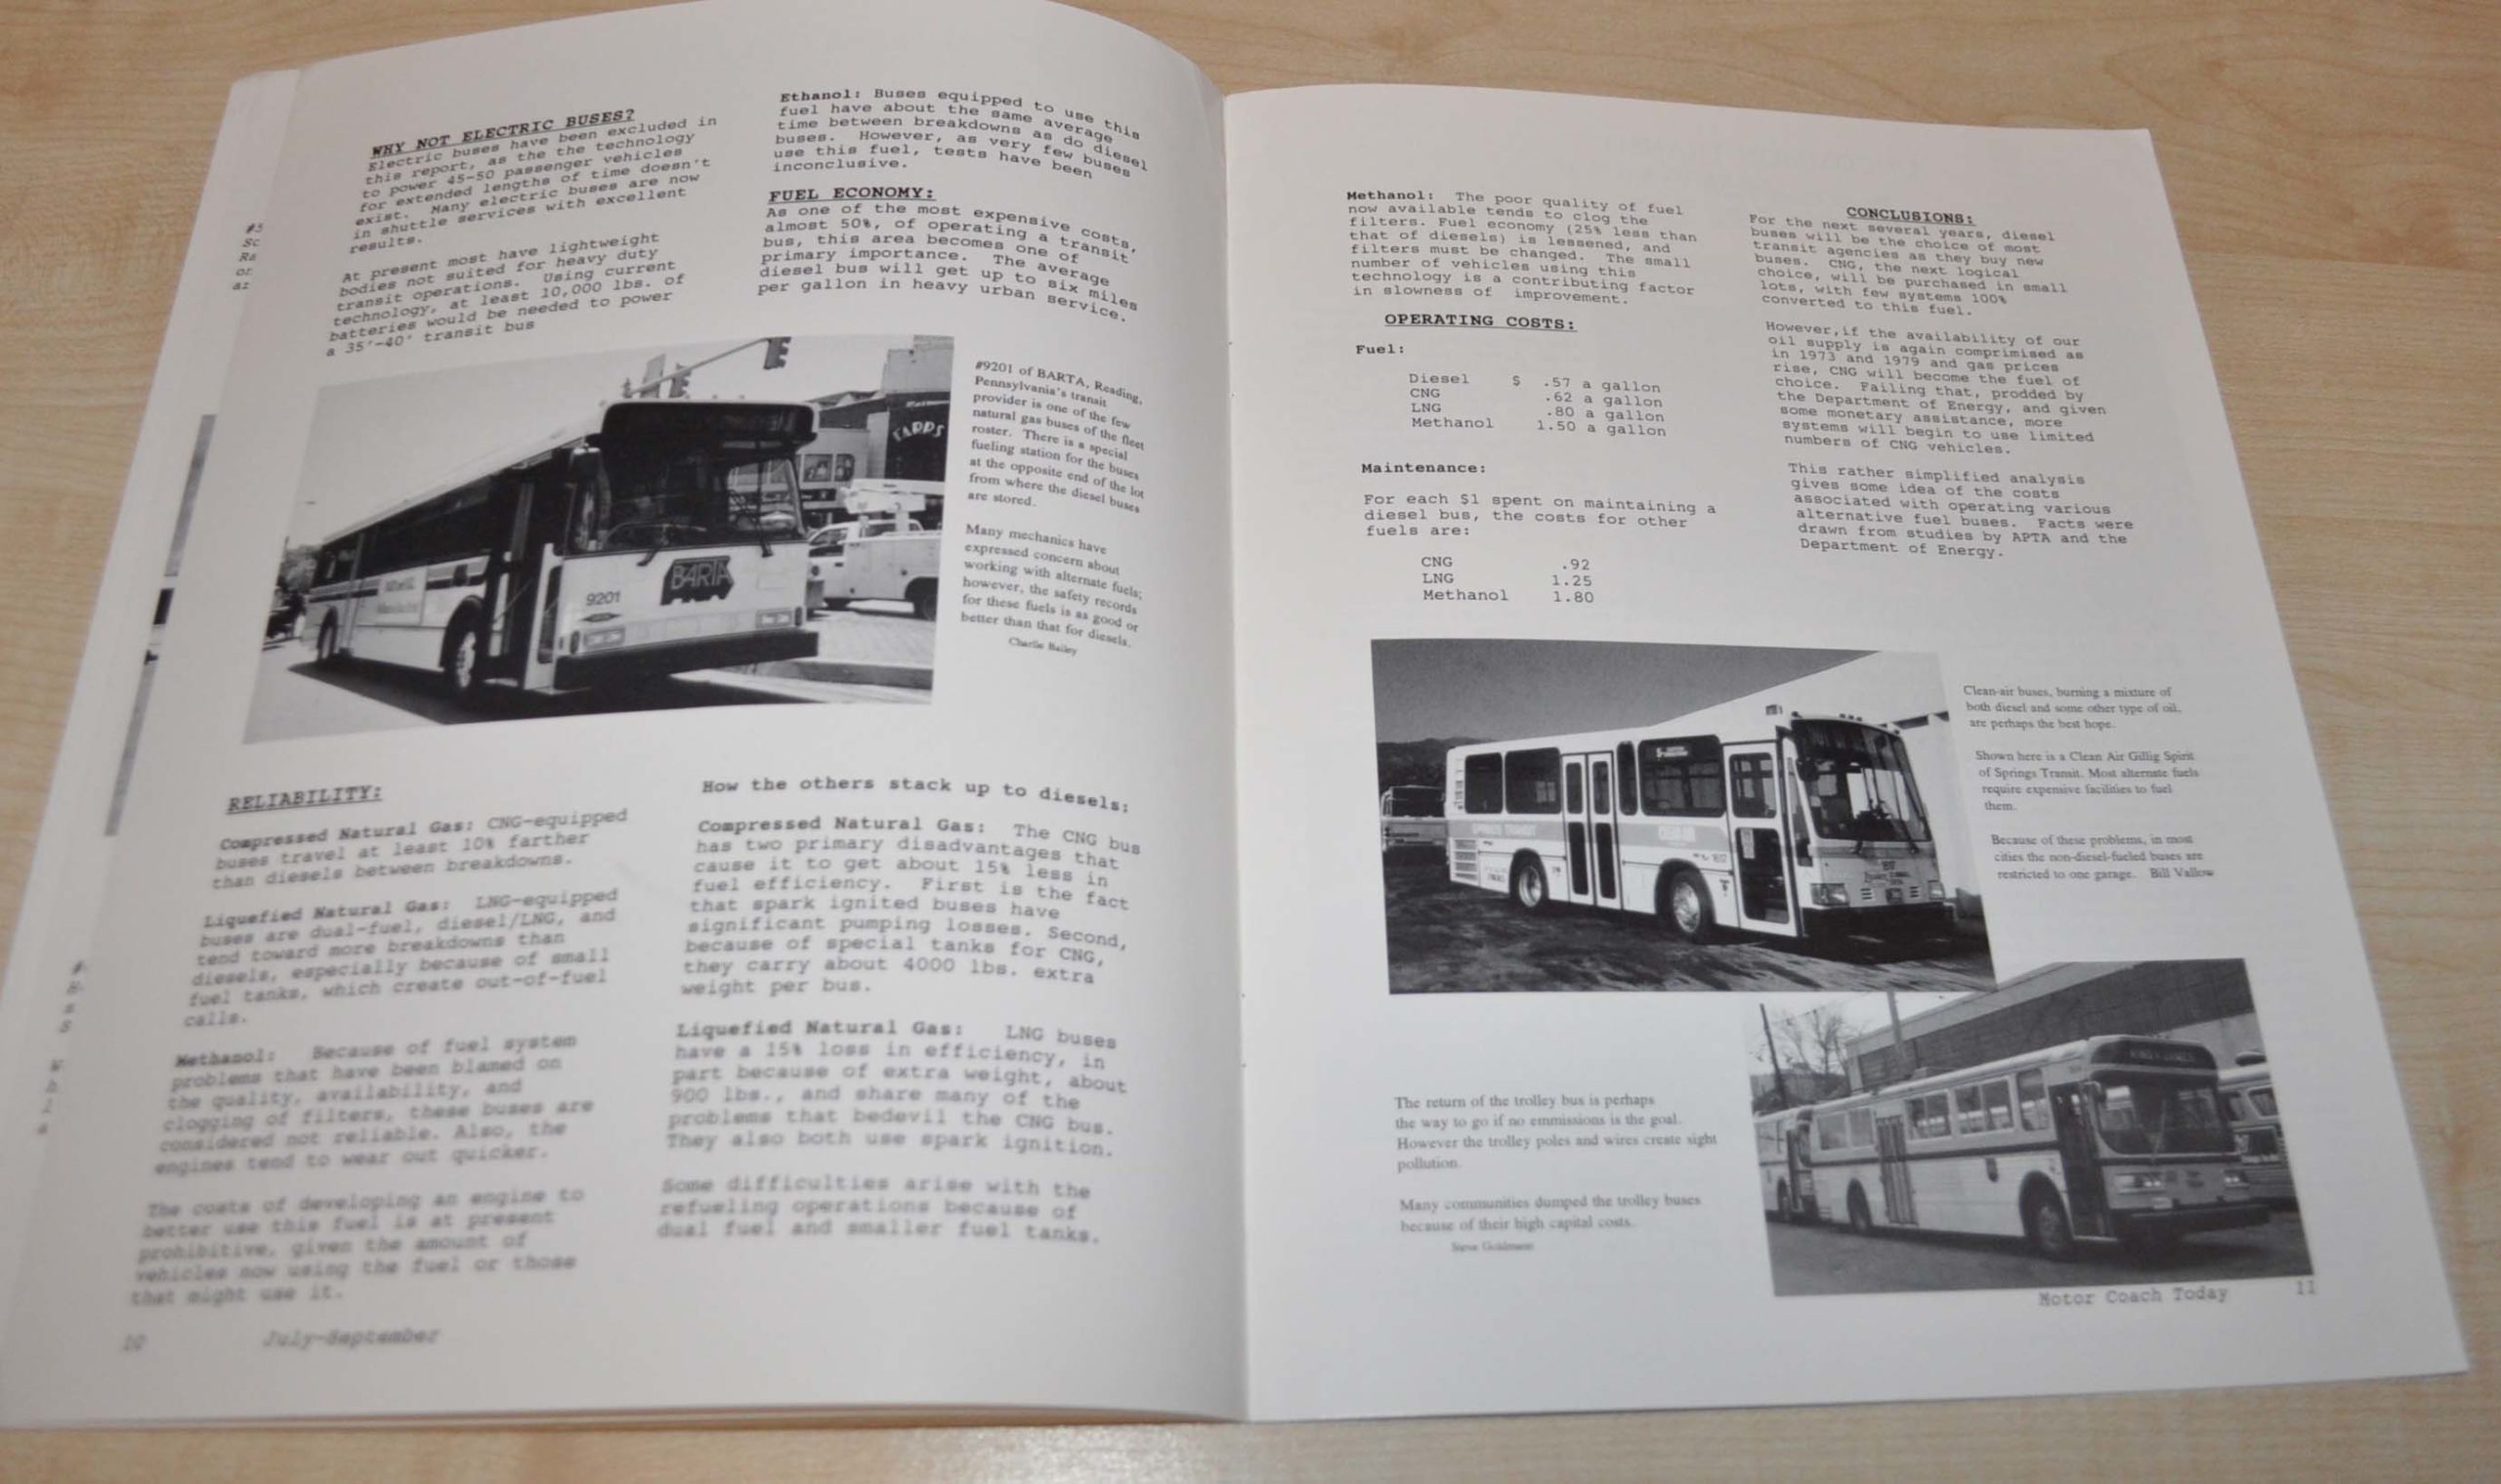 WHY NOT ELECTRIC BUSES?
Electric buses have been excluded in
this report, as the the technology
to power 45-50 passenger vehicles
for extended lengths of time doesn't
exist. Many electric buses are now
in shuttle services with excellent
results.
At present most have lightweight
bodies not suited for heavy duty
transit operations. Using current
technology, at least 10,000 lbs. of
batteries would be needed to power
a 35'-40' transit bus
Ethanol: Buses equipped to use this
fuel have about the same average
time between breakdowns as do diesel
buses. However, as very few buses
use this fuel, tests have been
inconclusive.
FUEL ECONOMY:
As one of the most expensive costs,
almost 50%, of operating a transit
bus, this area becomes one of
primary importance. The average
diesel bus will get up to six miles
per gallon in heavy urban service.
#9201 of BARTA, Reading,
Pennsylvania's transit
provider is one of the few
natural gas buses of the fleet
roster. There is a special
fueling station for the buses
at the opposite end of the lot
from where the diesel buses
are stored.
Many mechanics have
expressed concern about
working with alternate fuels;
however, the safety records
for these fuels is as good or
better than that for diesels.
Charlie Bailey
BARTA
9201
RELIABILITY:
Compressed Natural Gas: CNG-equipped
buses travel at least 10% farther
than diesels between breakdowns.
Liquefied Natural Gas: LNG-equipped
buses are dual-fuel, diesel/LNG, and
tend toward more breakdowns than
diesels, especially because of small
fuel tanks, which create out-of-fuel
calls.
Methanol: Because of fuel system
problems that have been blamed on
the quality, availability, and
clogging of filters, these buses are
considered not reliable. Also, the
engines tend to wear out quicker.
The costs of developing an engine to
better use this fuel is at present
prohibitive, given the amount of
vehicles now using the fuel or those
that might use it.
How the others stack up to diesels:
Compressed Natural Gas: The CNG bus
has two primary disadvantages that
cause it to get about 15% less in
fuel efficiency. First is the fact
that spark ignited buses have
significant pumping losses. Second,
because of special tanks for CNG,
they carry about 4000 lbs. extra
weight per bus.
Liquefied Natural Gas: LNG buses
have a 15% loss in efficiency, in
part because of extra weight, about
900 lbs., and share many of the
problems that bedevil the CNG bus.
They also both use spark ignition.
Some difficulties arise with the
refueling operations because of
dual fuel and smaller fuel tanks.
10 July-September
Methanol: The poor quality of fuel
now available tends to clog the
filters. Fuel economy (25% less than
that of diesels) is lessened, and
filters must be changed. The small
number of vehicles using this
technology is a contributing factor
in slowness of improvement.
OPERATING COSTS:
Fuel:
Diesel $ .57 a gallon
CNG .62 a gallon
LNG .80 a gallon
Methanol 1.50 a gallon
Maintenance:
For each $1 spent on maintaining a
diesel bus, the costs for other
fuels are:
CNG .92
LNG 1.25
Methanol 1.80
CONCLUSIONS:
For the next several years, diesel
buses will be the choice of most
transit agencies as they buy new
buses. CNG, the next logical
choice, will be purchased in small
lots, with few systems 100%
converted to this fuel.
However,if the availability of our
oil supply is again comprimised as
in 1973 and 1979 and gas prices
rise, CNG will become the fuel of
choice. Failing that, prodded by
the Department of Energy, and given
some monetary assistance, more
systems will begin to use limited
numbers of CNG vehicles.
This rather simplified analysis
gives some idea of the costs
associated with operating various
alternative fuel buses. Facts were
drawn from studies by APTA and the
Department of Energy.
Clean-air buses, burning a mixture of
both diesel and some other type of oil,
are perhaps the best hope.
Shown here is a Clean Air Gillig Spirit
of Springs Transit. Most alternate fuels
require expensive facilities to fuel
them.
Because of these problems, in most
cities the non-diesel-fueled buses are
restricted to one garage. Bill Vallow
The return of the trolley bus is perhaps
the way to go if no emmissions is the goal.
However the trolley poles and wires create sight
pollution.
Many communities dumped the trolley buses
because of their high capital costs.
Steve Goldmann
Motor Coach Today 11